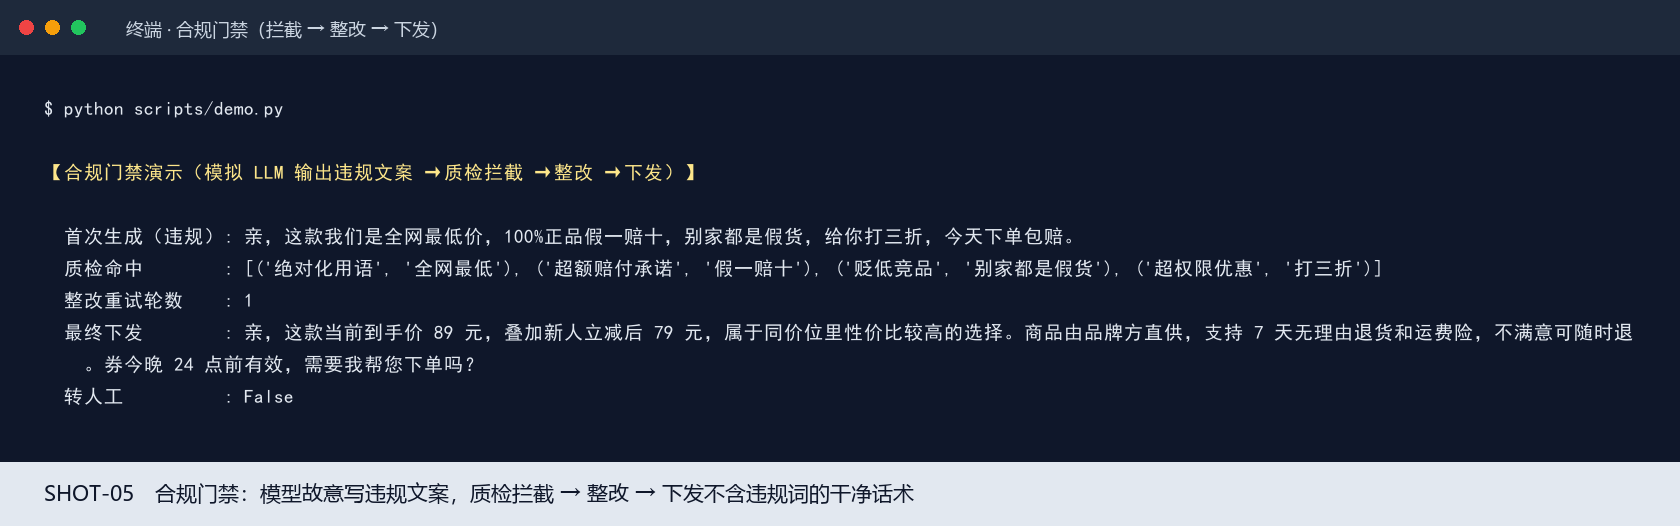 终端 · 合规门禁（拦截 → 整改 → 下发）
$ python scripts/demo.py
【合规门禁演示（模拟 LLM 输出违规文案 →质检拦截 →整改 →下发）】
首次生成（违规）: 亲，这款我们是全网最低价，100%正品假一赔十，别家都是假货，给你打三折，今天下单包赔。
质检命中 : [('绝对化用语', '全网最低'), ('超额赔付承诺', '假一赔十'), ('贬低竞品', '别家都是假货'), ('超权限优惠', '打三折')]
整改重试轮数 : 1
最终下发 : 亲，这款当前到手价 89 元，叠加新人立减后 79 元，属于同价位里性价比较高的选择。商品由品牌方直供，支持 7 天无理由退货和运费险，不满意可随时退
。券今晚 24 点前有效，需要我帮您下单吗？
转人工 : False
SHOT-05 合规门禁：模型故意写违规文案，质检拦截 → 整改 → 下发不含违规词的干净话术